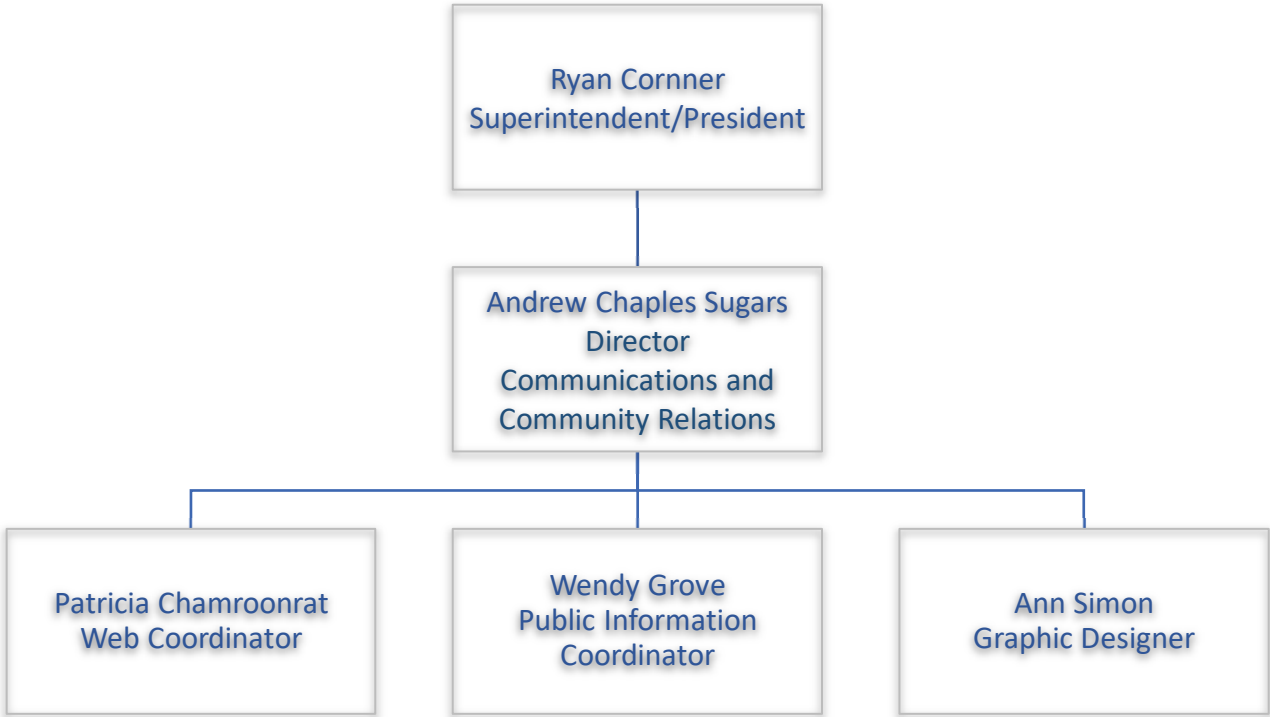 Ryan Cornner
Superintendent/President
Andrew Chaples Sugars
Director
Communications and
Community Relations
Patricia Chamroonrat
Web Coordinator
Wendy Grove
Public Information
Coordinator
Ann Simon
Graphic Designer